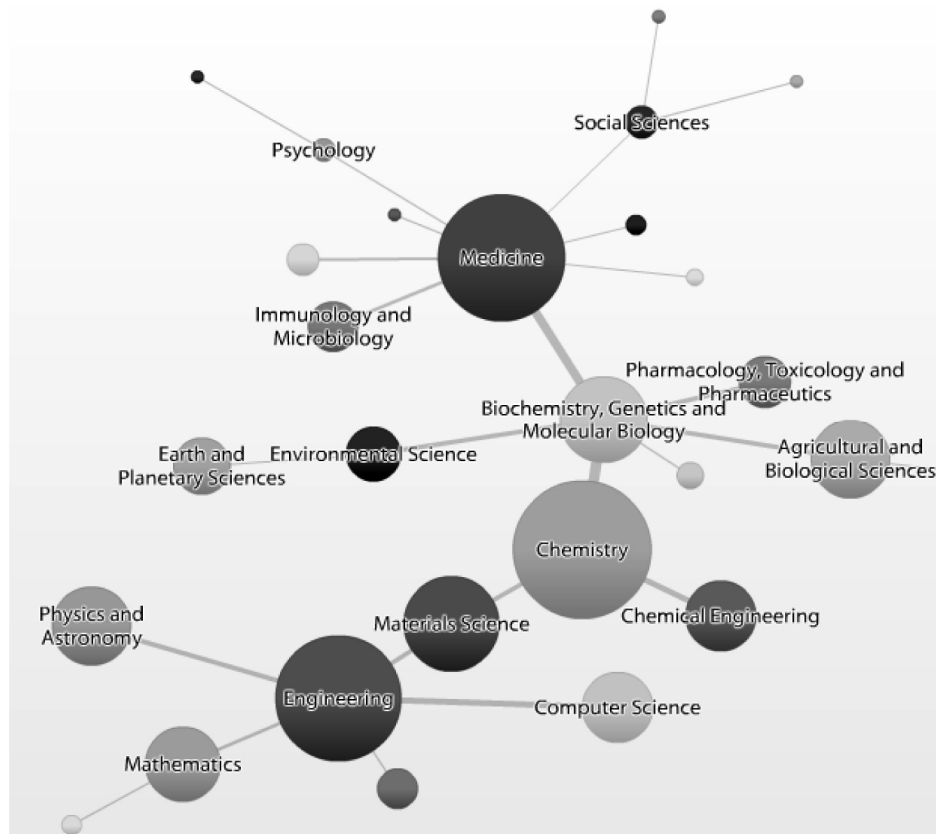 Social Sciences
Psychology
Medicine
Immunology and
Microbiology
Pharmacology, Toxicology and
Pharmaceutics
Biochemistry, Genetics and
Molecular Biology
Agricultural and
Biological Sciences
Earth and
Planetary Sciences
Environmental Science
Chemistry
Physics and
Astronomy
Materials Science
Chemical Engineering
Engineering
Computer Science
Mathematics